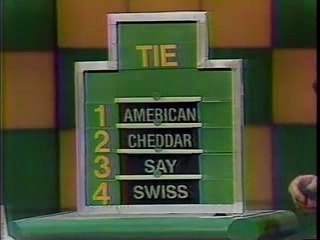 TIE
1 AMERICAN
2 CHEDDAR
3 SAY
4 SWISS